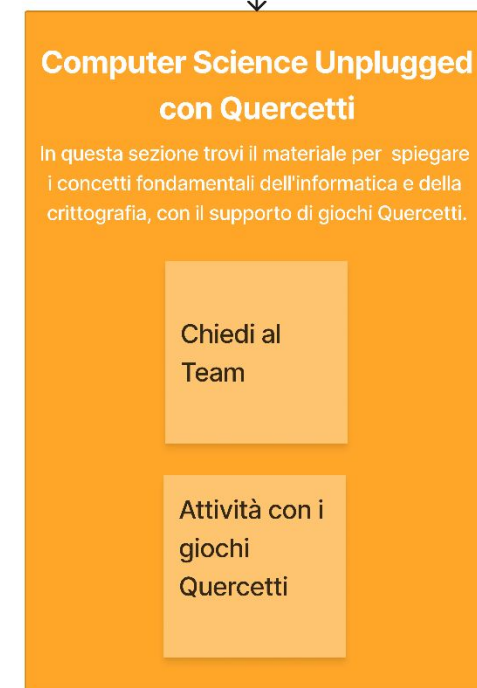 Computer Science Unplugged
con Quercetti
In questa sezione trovi il materiale per spiegare
i concetti fondamentali dell'informatica e della
crittografia, con il supporto di giochi Quercetti.
Chiedi al
Team
Attività con i
giochi
Quercetti